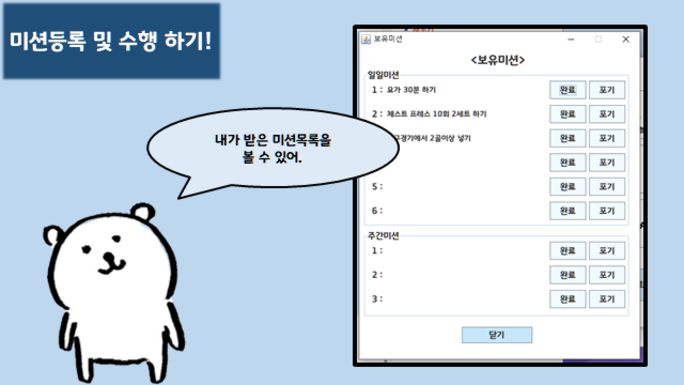 미션등록 및 수행 하기!
내가 받은 미션목록을
볼 수 있어.
보유미션
<보유미션>
일일미션
1 : 요가 30분 하기 완료 포기
2 : 체스트 프레스 10회 2세트 하기 완료 포기
경기에서 2골이상 넣기 완료 포기
완료 포기
5 : 완료 포기
6 : 완료 포기
주간미션
1 : 완료 포기
2 : 완료 포기
3 : 완료 포기
닫기